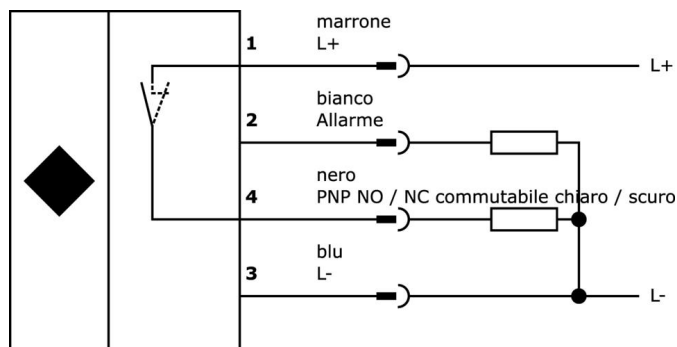 marrone
1 L+
L+
bianco
2 Allarme
nero
4 PNP NO / NC commutabile chiaro / scuro
blu
3 L-
L-